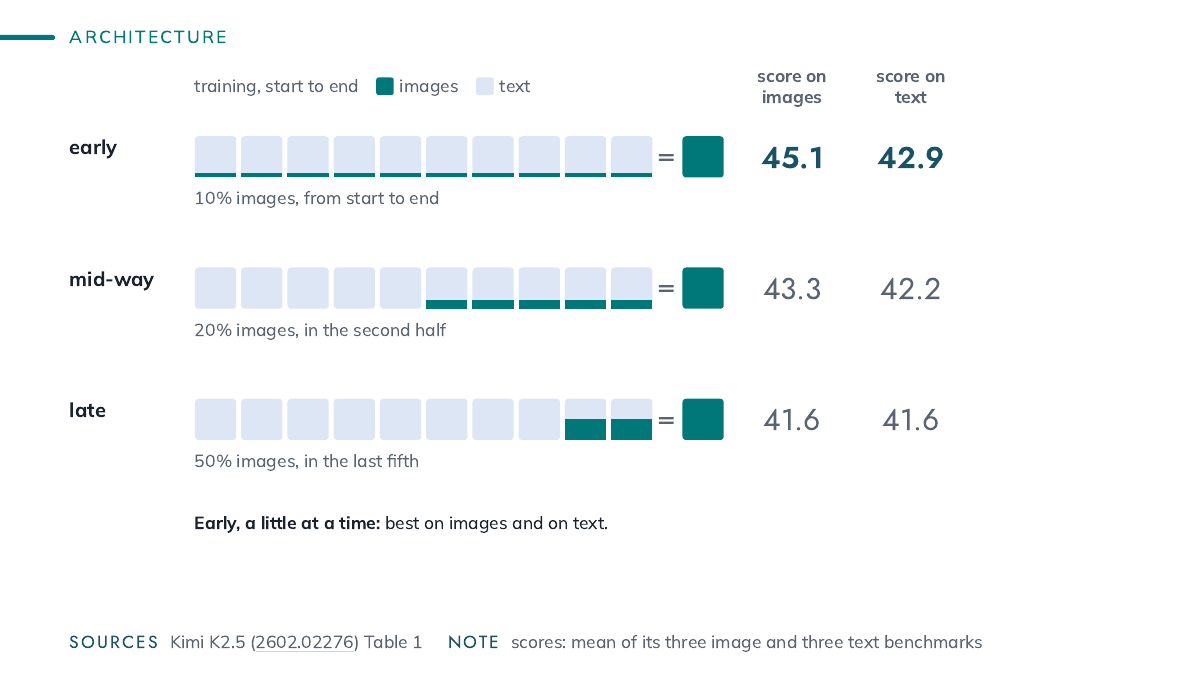 ARCHITECTURE
training, start to end images text
score on images
score on text
early
= 45.1 42.9
10% images, from start to end
mid-way
= 43.3 42.2
20% images, in the second half
late
= 41.6 41.6
50% images, in the last fifth
Early, a little at a time: best on images and on text.
SOURCES Kimi K2.5 (2602.02276) Table 1 NOTE scores: mean of its three image and three text benchmarks